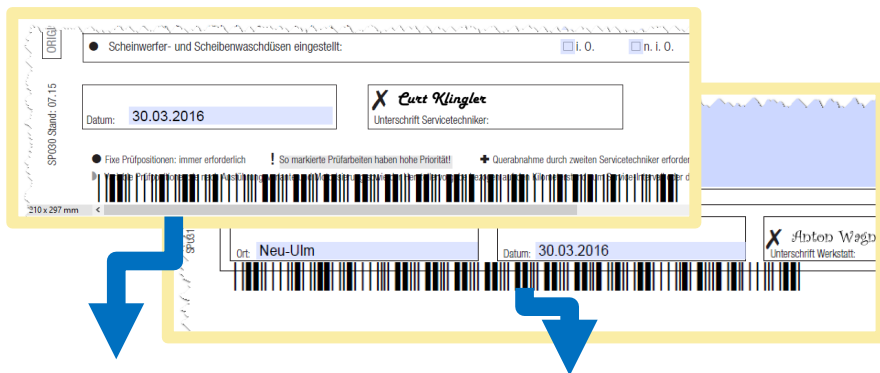 ORIGI
● Scheinwerfer- und Scheibenwaschdüsen eingestellt: i. O. n. i. O.
SP030 Stand: 07.15
Datum: 30.03.2016
✗ Curt Klingler
Unterschrift Servicetechniker:
● Fixe Prüfpositionen: immer erforderlich ! So markierte Prüfarbeiten haben hohe Priorität! ✚ Querabnahme durch zweiten Servicetechniker erforder
210 x 297 mm <
SP031
Ort: Neu-Ulm
Datum: 30.03.2016
✗ Anton Wagn
Unterschrift Werkstatt: